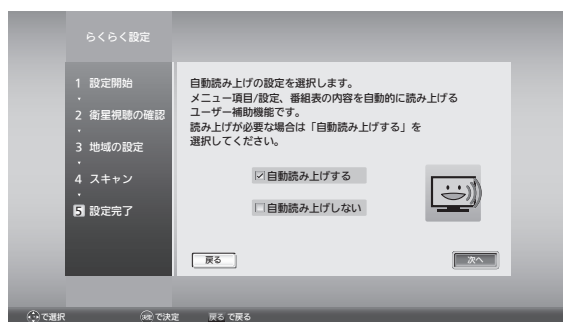 らくらく設定
1 設定開始
2 衛星視聴の確認
3 地域の設定
4 スキャン
5 設定完了
自動読み上げの設定を選択します。
メニュー項目/設定、番組表の内容を自動的に読み上げる
ユーザー補助機能です。
読み上げが必要な場合は「自動読み上げする」を
選択してください。
自動読み上げする
自動読み上げしない
戻る
次へ
で選択 決定 で決定 戻る で戻る